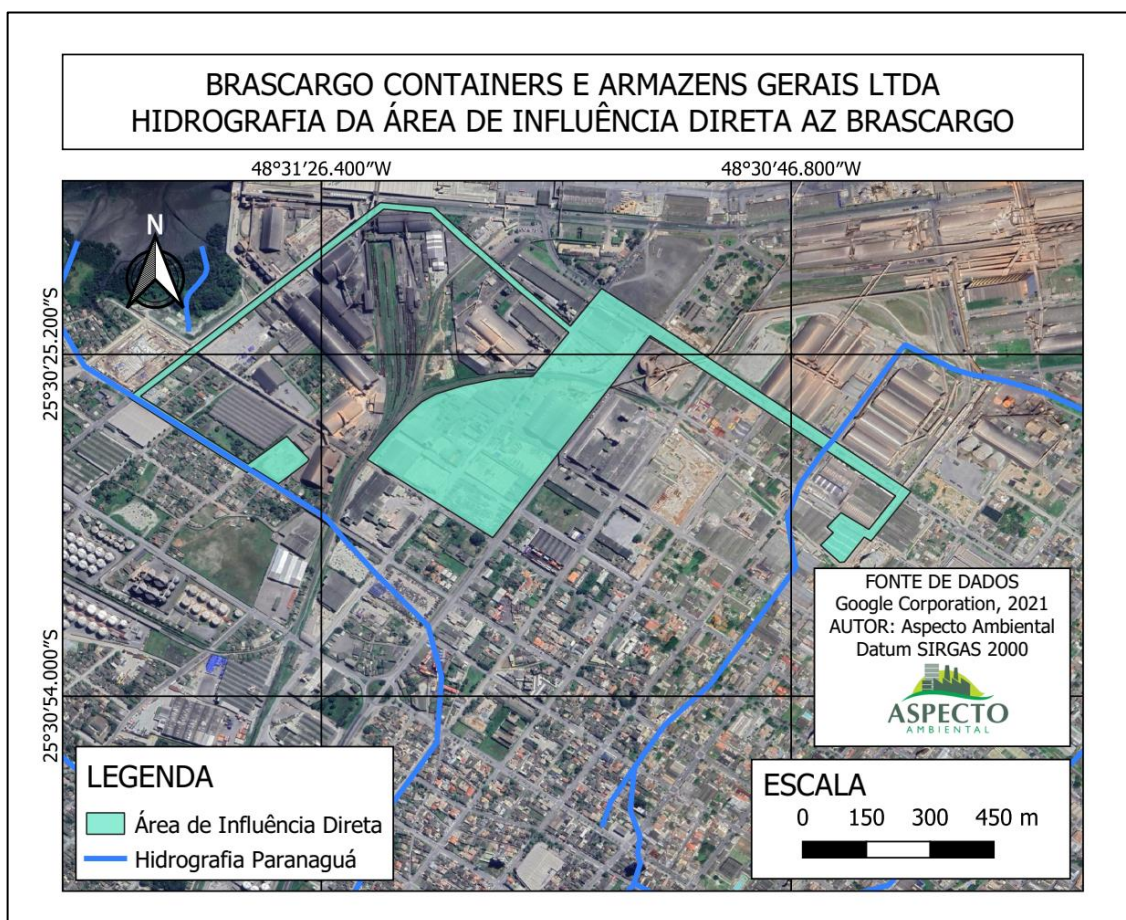 BRASCARGO CONTAINERS E ARMAZENS GERAIS LTDA
HIDROGRAFIA DA ÁREA DE INFLUÊNCIA DIRETA AZ BRASCARGO
48°31′26.400″W
48°30′46.800″W
N
25°30′25.200″S
25°30′54.000″S
FONTE DE DADOS
Google Corporation, 2021
AUTOR: Aspecto Ambiental
Datum SIRGAS 2000
ASPECTO
AMBIENTAL
LEGENDA
Área de Influência Direta
Hidrografia Paranaguá
ESCALA
0 150 300 450 m